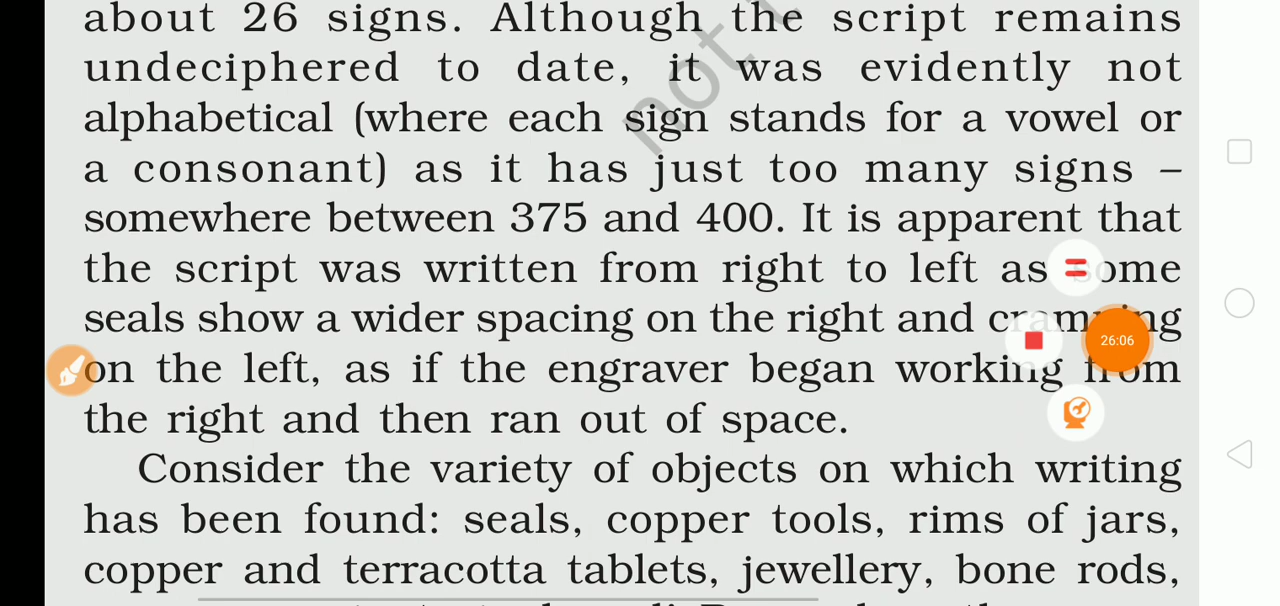 about 26 signs. Although the script remains
undeciphered to date, it was evidently not
alphabetical (where each sign stands for a vowel or
a consonant) as it has just too many signs –
somewhere between 375 and 400. It is apparent that
the script was written from right to left as some
seals show a wider spacing on the right and cramming
on the left, as if the engraver began working from
the right and then ran out of space.
Consider the variety of objects on which writing
has been found: seals, copper tools, rims of jars,
copper and terracotta tablets, jewellery, bone rods,
not
26:06